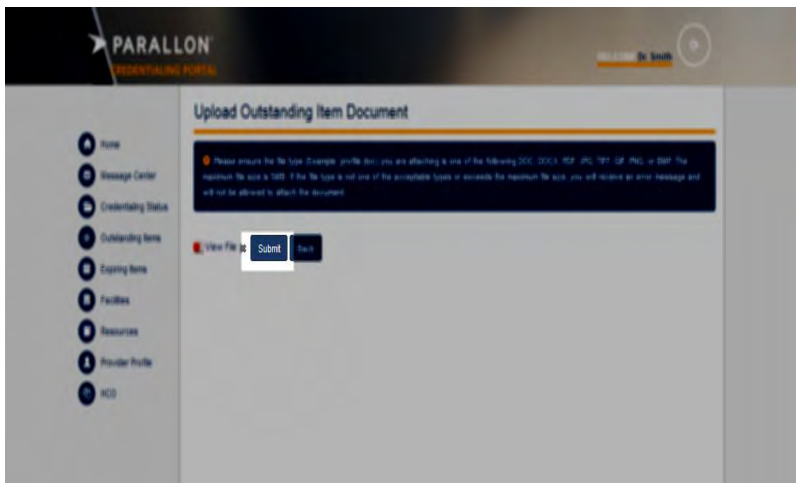 PARALLON
CREDENTIALING PORTAL
WELCOME Dr. Smith
Upload Outstanding Item Document
Please ensure the file type (Example: profile.doc) you are attaching is one of the following DOC, DOCX, PDF, JPG, TIFF, GIF, PNG, or BMP. The
maximum file size is If the file type is not one of the acceptable types or exceeds the maximum file size, you will receive an error message and
will not be allowed to attach the document.
Home
Message Center
Credentialing Status
Outstanding Items
Expiring Items
Facilities
Resources
Provider Profile
HCO
View File
Submit
Back